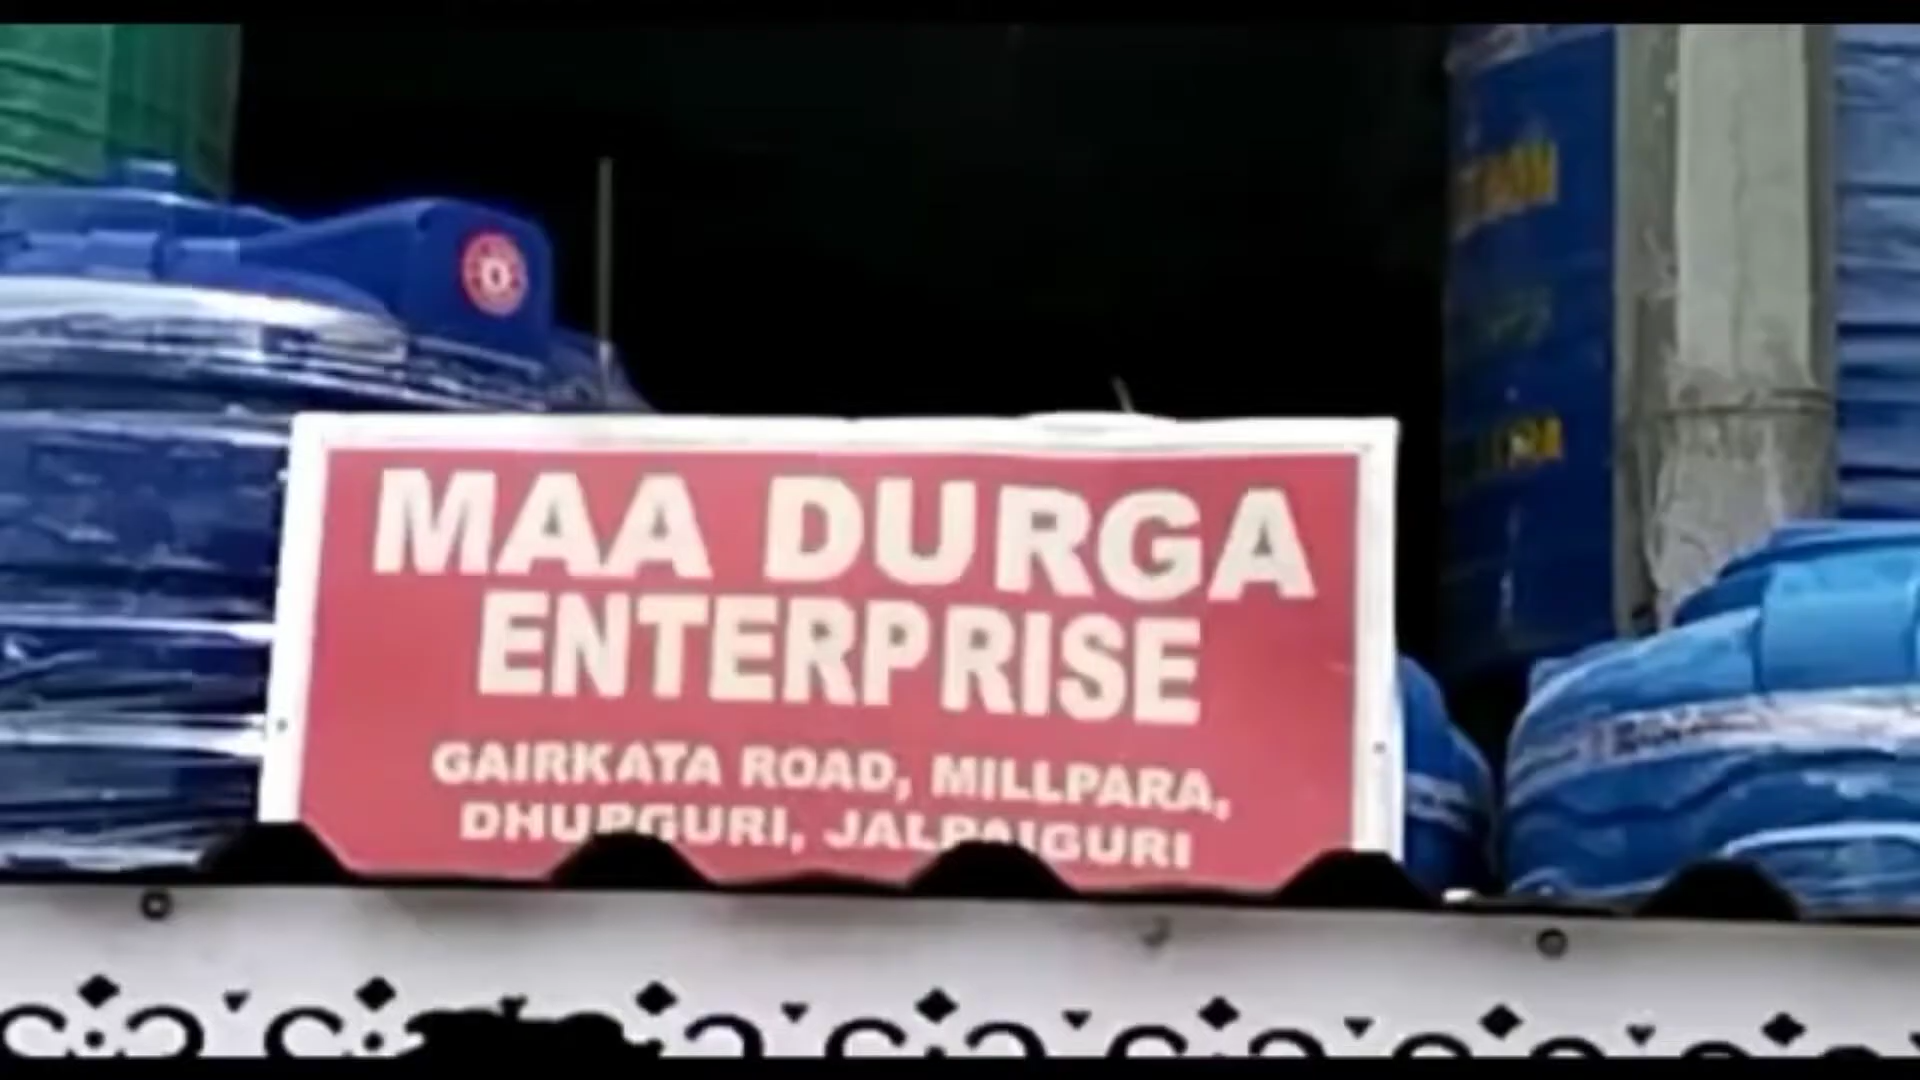 MAA DURGA
ENTERPRISE
GAIRKATA ROAD, MILLPARA,
DHUPGURI, JALPAIGURI